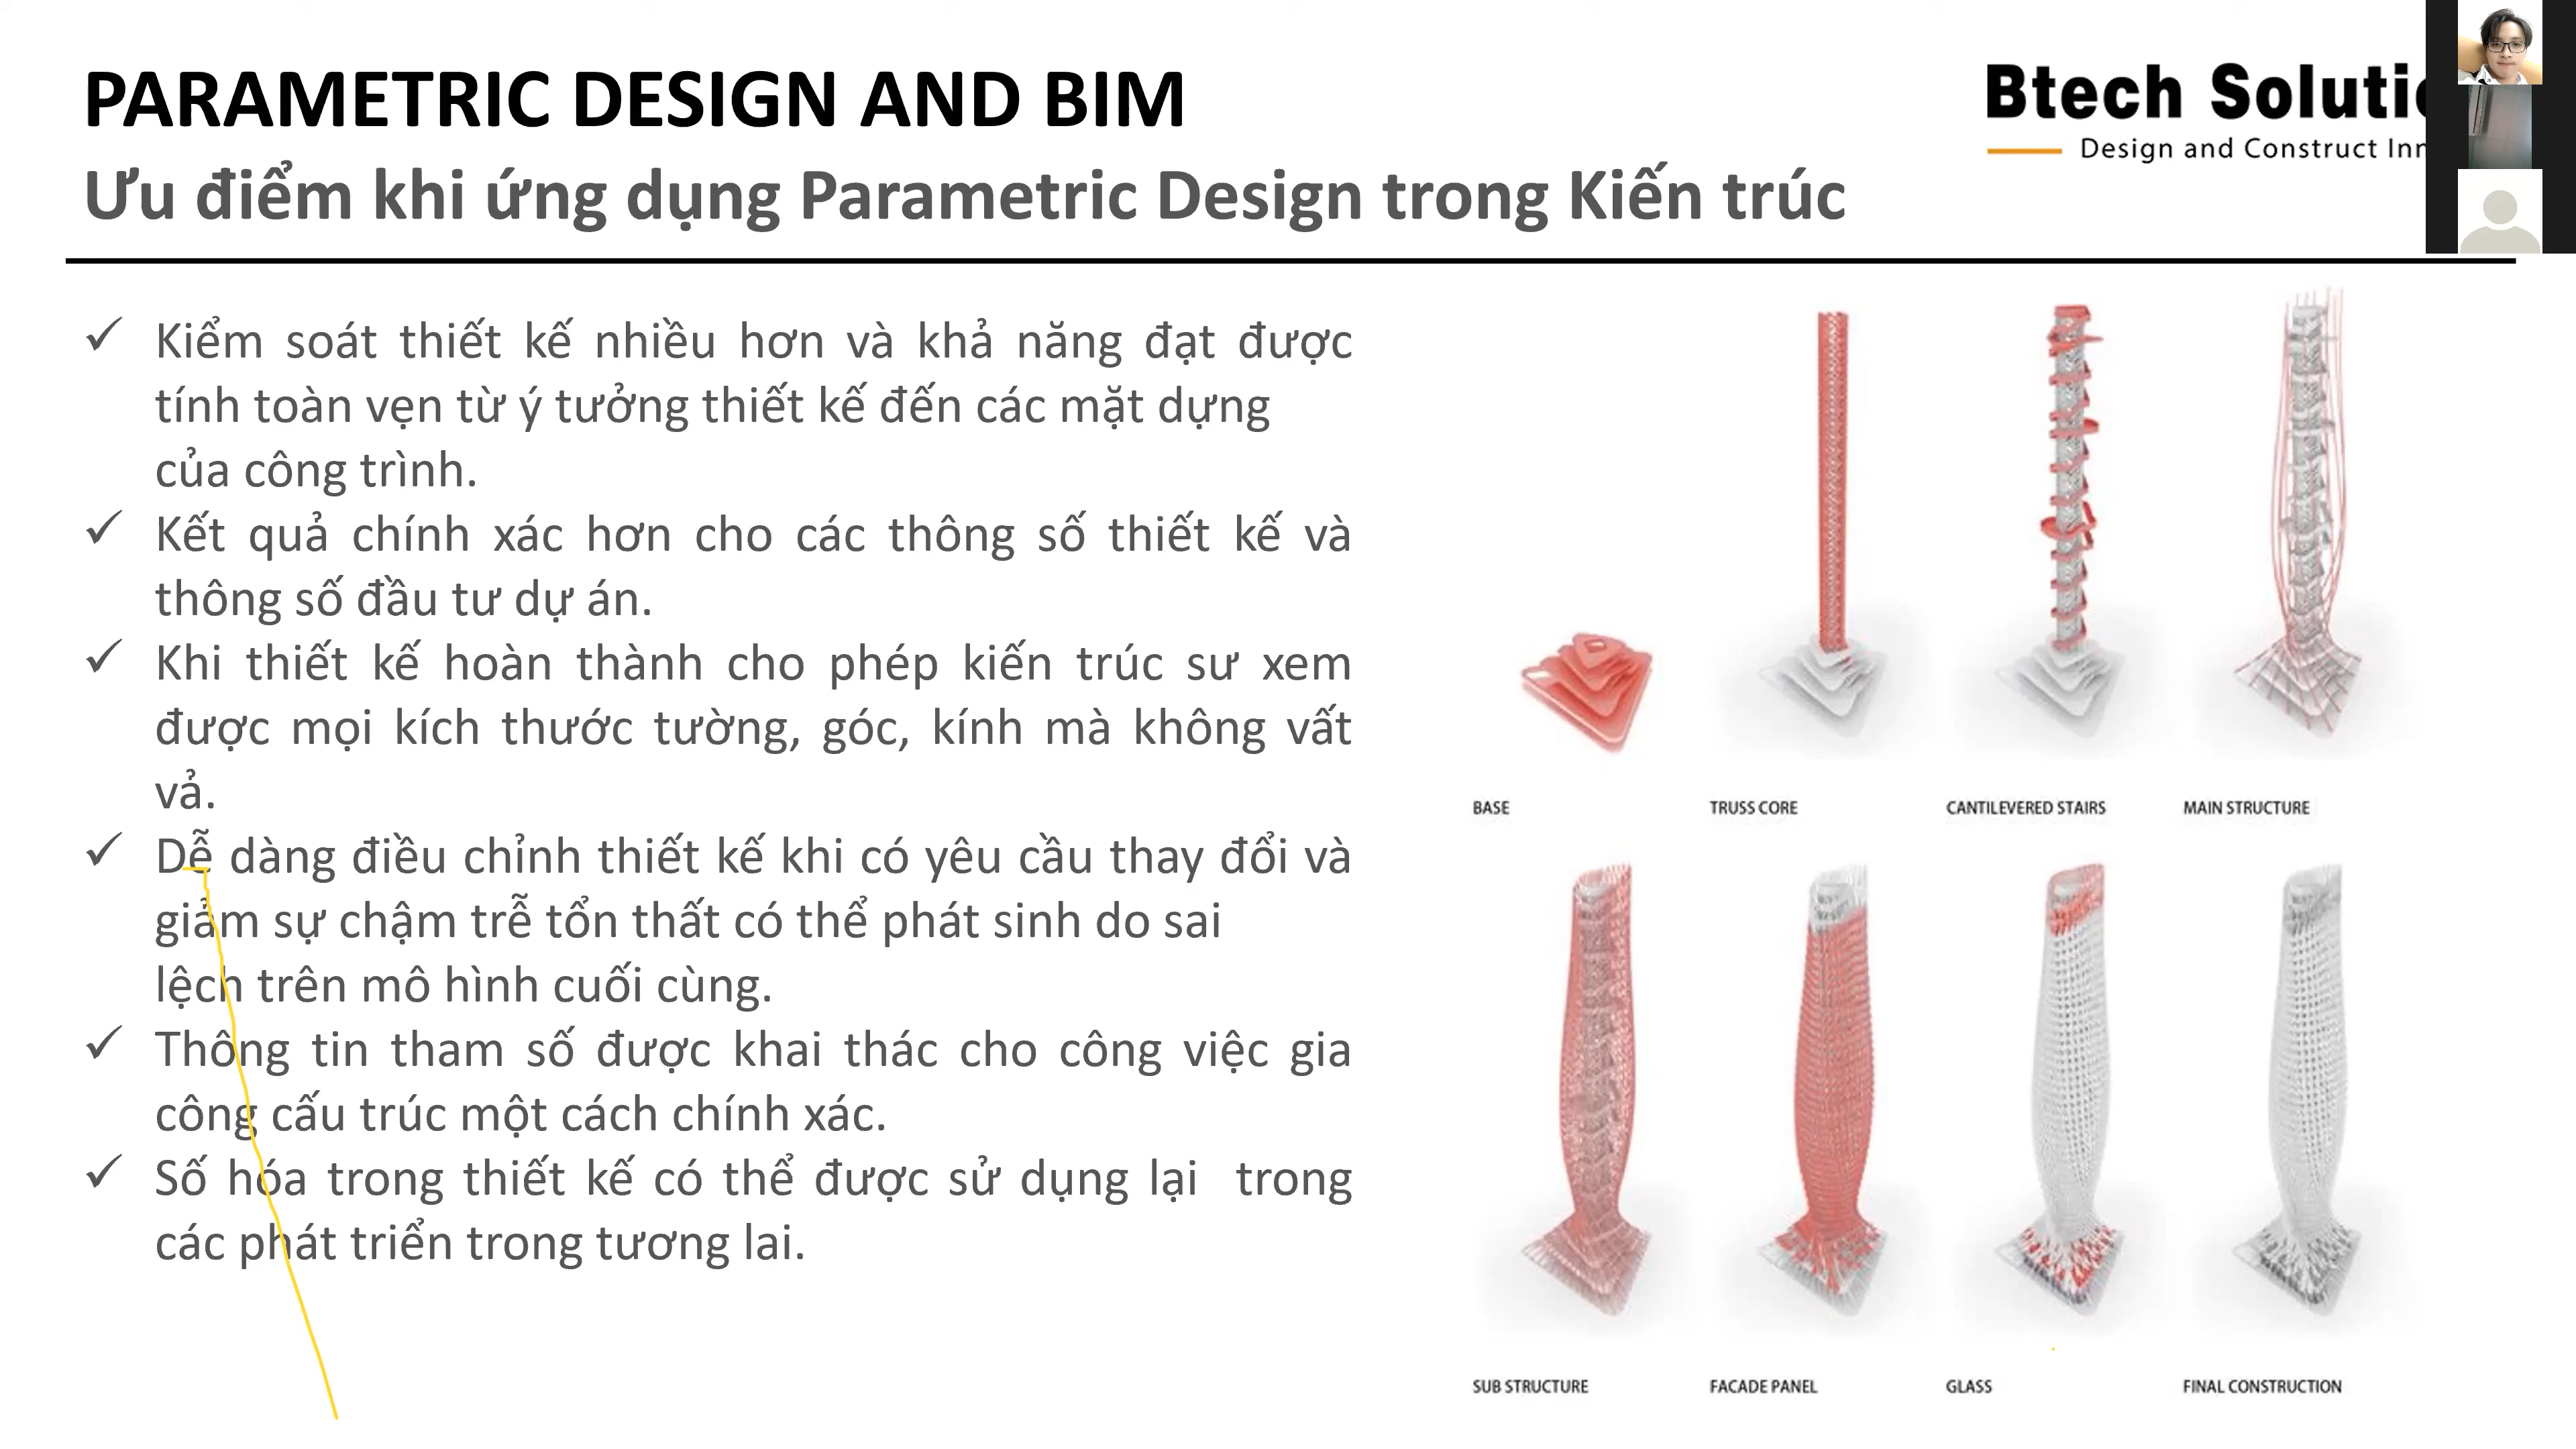 PARAMETRIC DESIGN AND BIM
Btech Soluti
Design and Construct Inn
Ưu điểm khi ứng dụng Parametric Design trong Kiến trúc
Kiểm soát thiết kế nhiều hơn và khả năng đạt được
tính toàn vẹn từ ý tưởng thiết kế đến các mặt dựng
của công trình.
Kết quả chính xác hơn cho các thông số thiết kế và
thông số đầu tư dự án.
Khi thiết kế hoàn thành cho phép kiến trúc sư xem
được mọi kích thước tường, góc, kính mà không vất
vả.
Dễ dàng điều chỉnh thiết kế khi có yêu cầu thay đổi và
giảm sự chậm trễ tổn thất có thể phát sinh do sai
lệch trên mô hình cuối cùng.
Thông tin tham số được khai thác cho công việc gia
công cấu trúc một cách chính xác.
Số hóa trong thiết kế có thể được sử dụng lại trong
các phát triển trong tương lai.
BASE
TRUSS CORE
CANTILEVERED STAIRS
MAIN STRUCTURE
SUB STRUCTURE
FACADE PANEL
GLASS
FINAL CONSTRUCTION